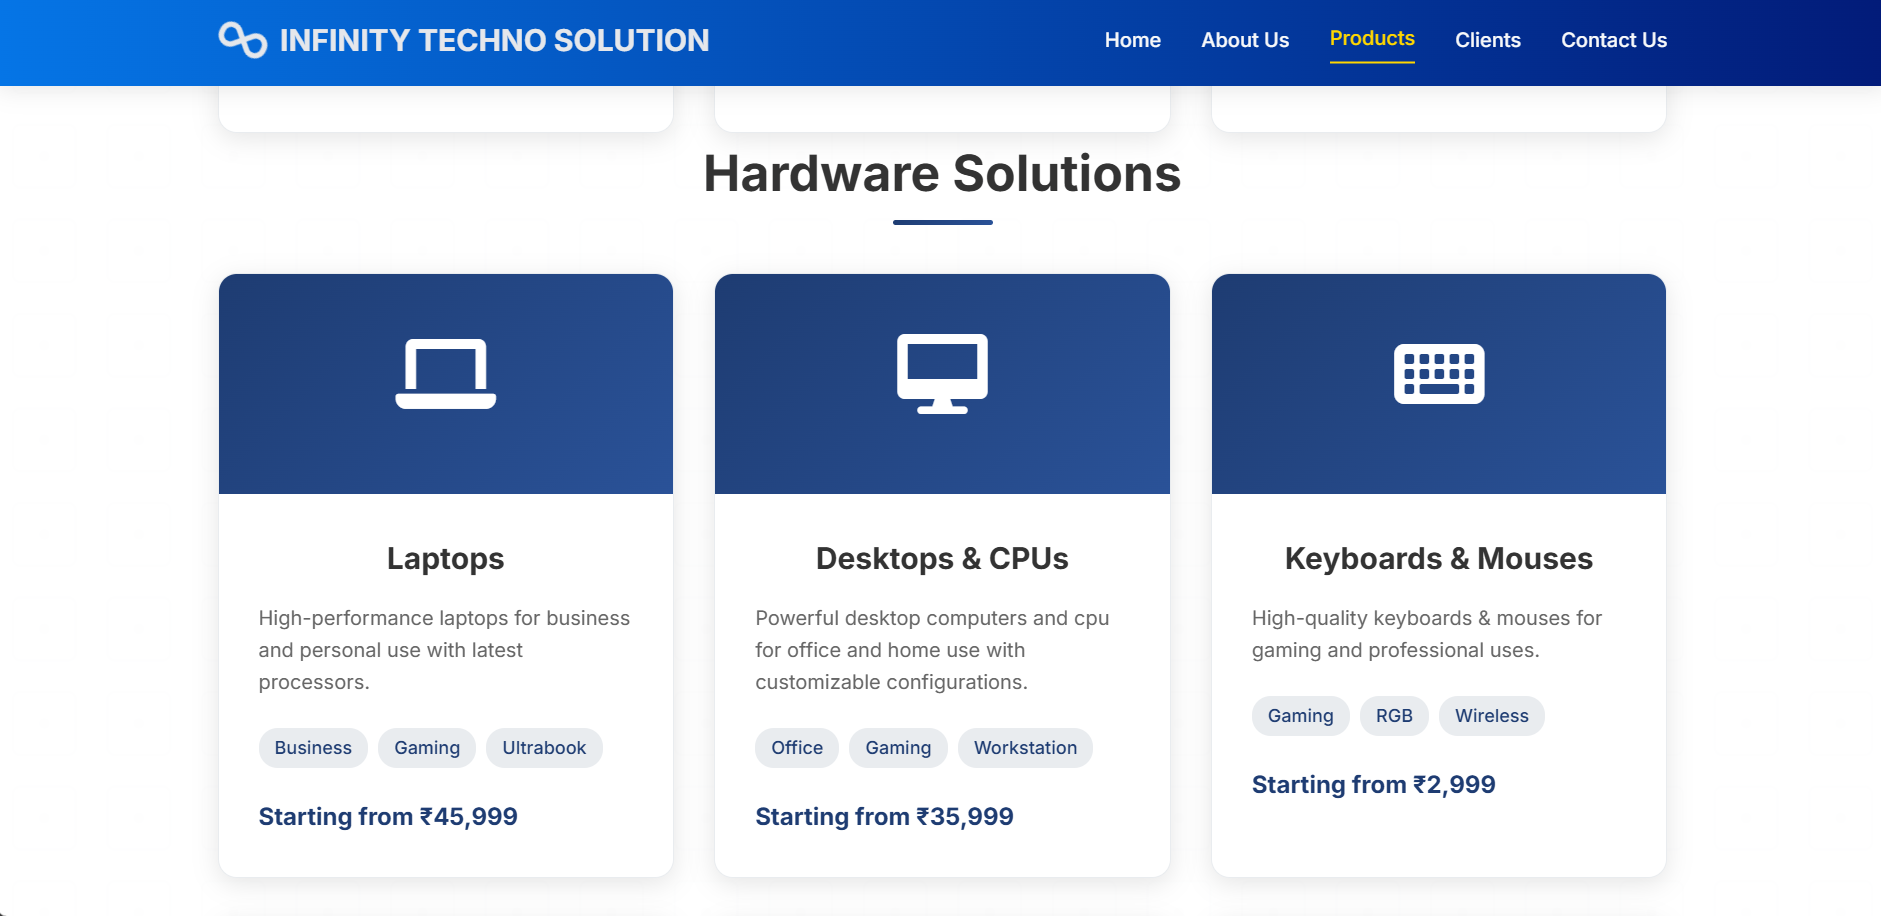 INFINITY TECHNO SOLUTION
Home
About Us
Products
Clients
Contact Us
Hardware Solutions
Laptops
High-performance laptops for business
and personal use with latest
processors.
Business
Gaming
Ultrabook
Starting from ₹45,999
Desktops & CPUs
Powerful desktop computers and cpu
for office and home use with
customizable configurations.
Office
Gaming
Workstation
Starting from ₹35,999
Keyboards & Mouses
High-quality keyboards & mouses for
gaming and professional uses.
Gaming
RGB
Wireless
Starting from ₹2,999